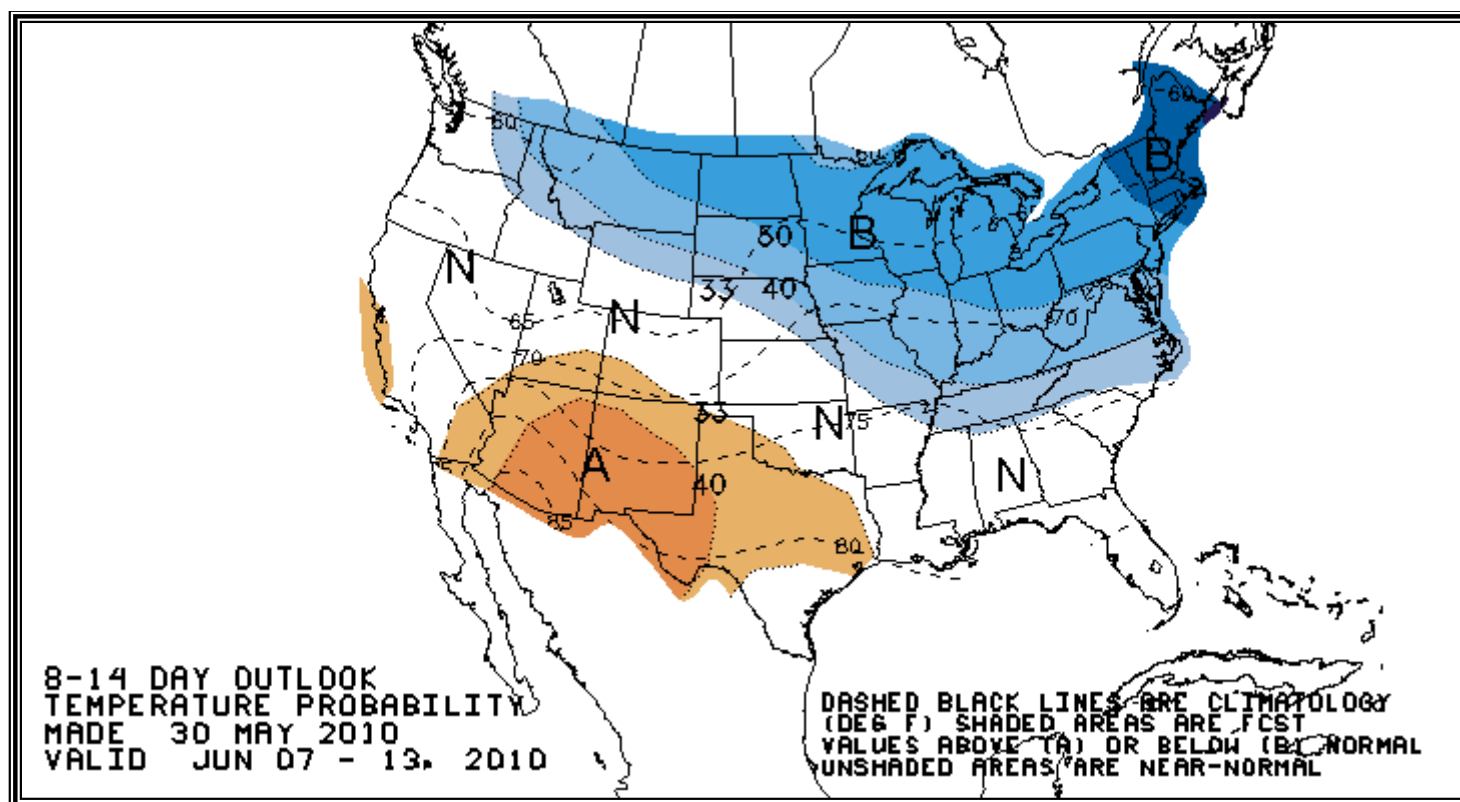 -60
60
60
B
B
50
N
33
40
N
65
70
70
33
N
75
A
40
N
85
80
8-14 DAY OUTLOOK
TEMPERATURE PROBABILITY
MADE 30 MAY 2010
VALID JUN 07 - 13, 2010
DASHED BLACK LINES ARE CLIMATOLOGY
(DEG F) SHADED AREAS ARE FCST
VALUES ABOVE (A) OR BELOW (B) NORMAL
UNSHADED AREAS ARE NEAR-NORMAL